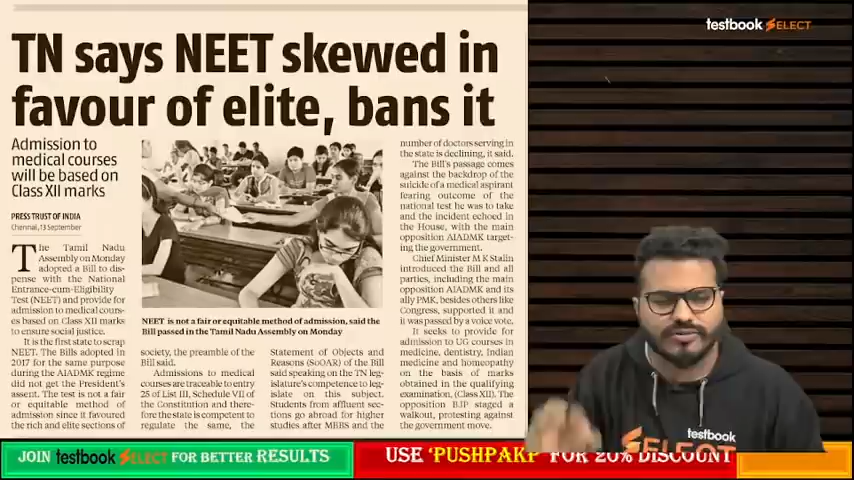 testbook SELECT
TN says NEET skewed in
favour of elite, bans it
Admission to
medical courses
will be based on
Class XII marks
PRESS TRUST OF INDIA
Chennai, 13 September
The Tamil Nadu
Assembly on Monday
adopted a Bill to dis-
pense with the National
Entrance-cum-Eligibility
Test (NEET) and provide for
admission to medical cours-
es based on Class XII marks
to ensure social justice.
It is the first state to scrap
NEET. The Bills adopted in
2017 for the same purpose
during the AIADMK regime
did not get the President's
assent. The test is not a fair
or equitable method of
admission since it favoured
the rich and elite sections of
NEET is not a fair or equitable method of admission, said the
Bill passed in the Tamil Nadu Assembly on Monday
society, the preamble of the
Bill said.
Admissions to medical
courses are traceable to entry
25 of List III, Schedule VII of
the Constitution and there-
fore the state is competent to
regulate the same, the
Statement of Objects and
Reasons (SoOAR) of the Bill
said speaking on the TN leg-
islature's competence to leg-
islate on this subject.
Students from affluent sec-
tions go abroad for higher
studies after MBBS and the
number of doctors serving in
the state is declining, it said.
The Bill's passage comes
against the backdrop of the
suicide of a medical aspirant
fearing outcome of the
national test he was to take
and the incident echoed in
the House, with the main
opposition AIADMK target-
ing the government.
Chief Minister M K Stalin
introduced the Bill and all
parties, including the main
opposition AIADMK and its
ally PMK, besides others like
Congress, supported it and
it was passed by a voice vote.
It seeks to provide for
admission to UG courses in
medicine, dentistry, Indian
medicine and homeopathy
on the basis of marks
obtained in the qualifying
examination, (Class XII). The
opposition BJP staged a
walkout, protesting against
the government move.
testbook
SELECT
JOIN testbook SELECT FOR BETTER RESULTS
USE 'PUSHPAKP' FOR 20% DISCOUNT